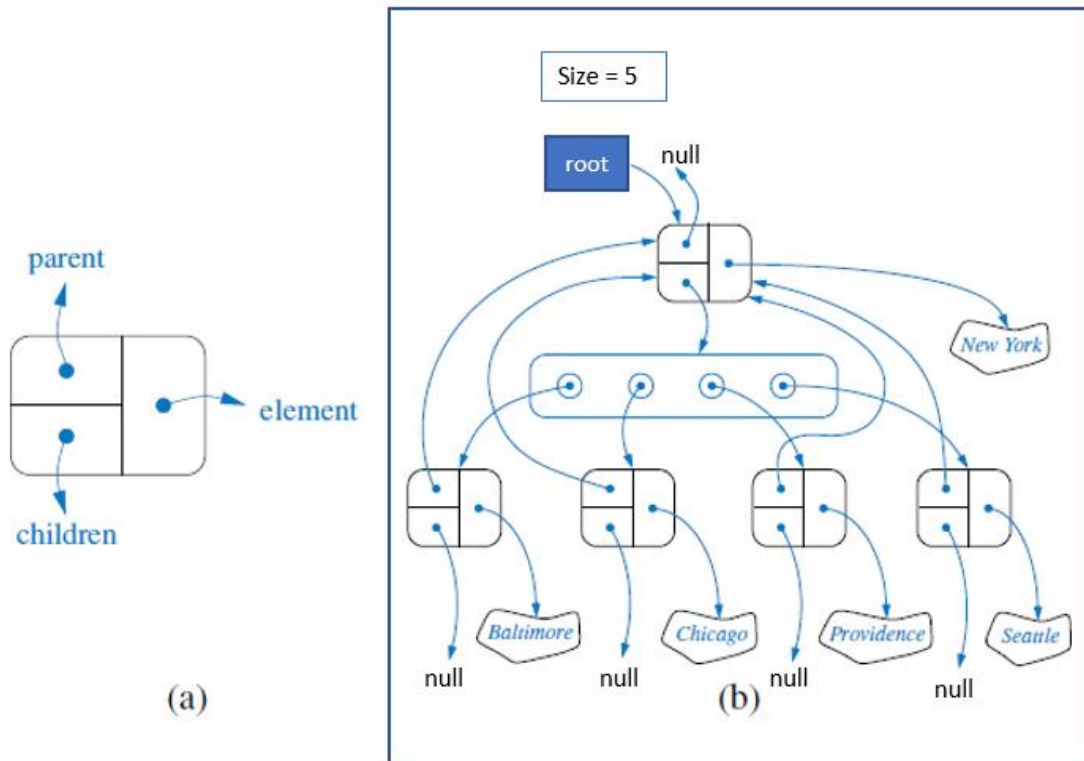 parent
element
children
(a)
Size = 5
root
null
New York
Baltimore
Chicago
Providence
Seattle
null
null
null
null
(b)